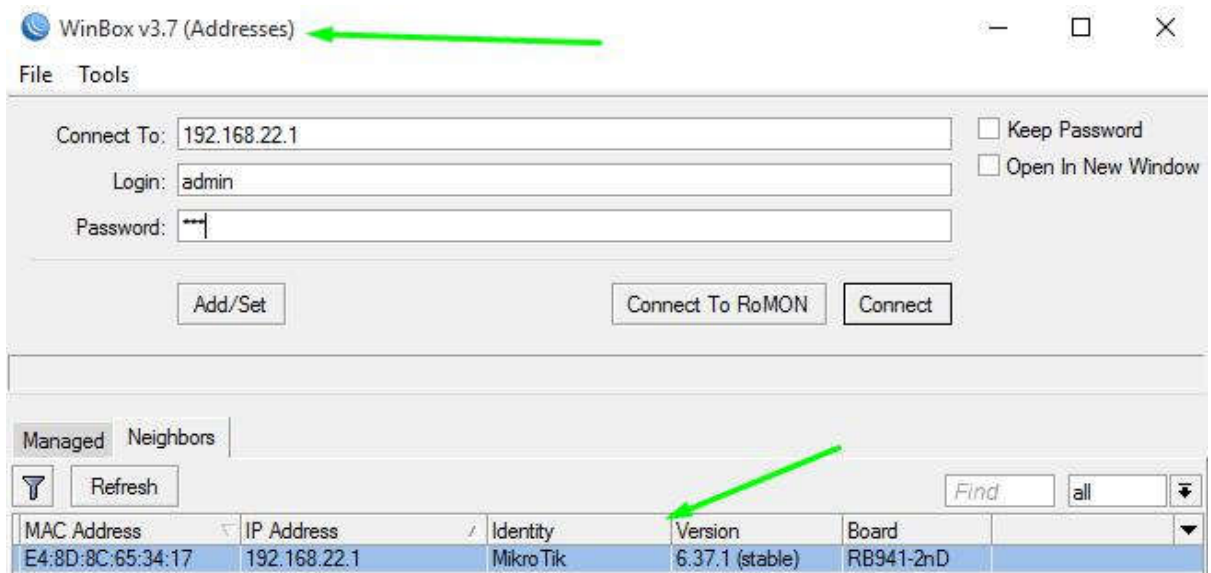 WinBox v3.7 (Addresses)
File Tools
Connect To: 192.168.22.1
Keep Password
Login: admin
Open In New Window
Password: ***
Add/Set Connect To RoMON Connect
Managed Neighbors
Refresh Find all
MAC Address IP Address Identity Version Board
E4:8D:8C:65:34:17 192.168.22.1 MikroTik 6.37.1 (stable) RB941-2nD